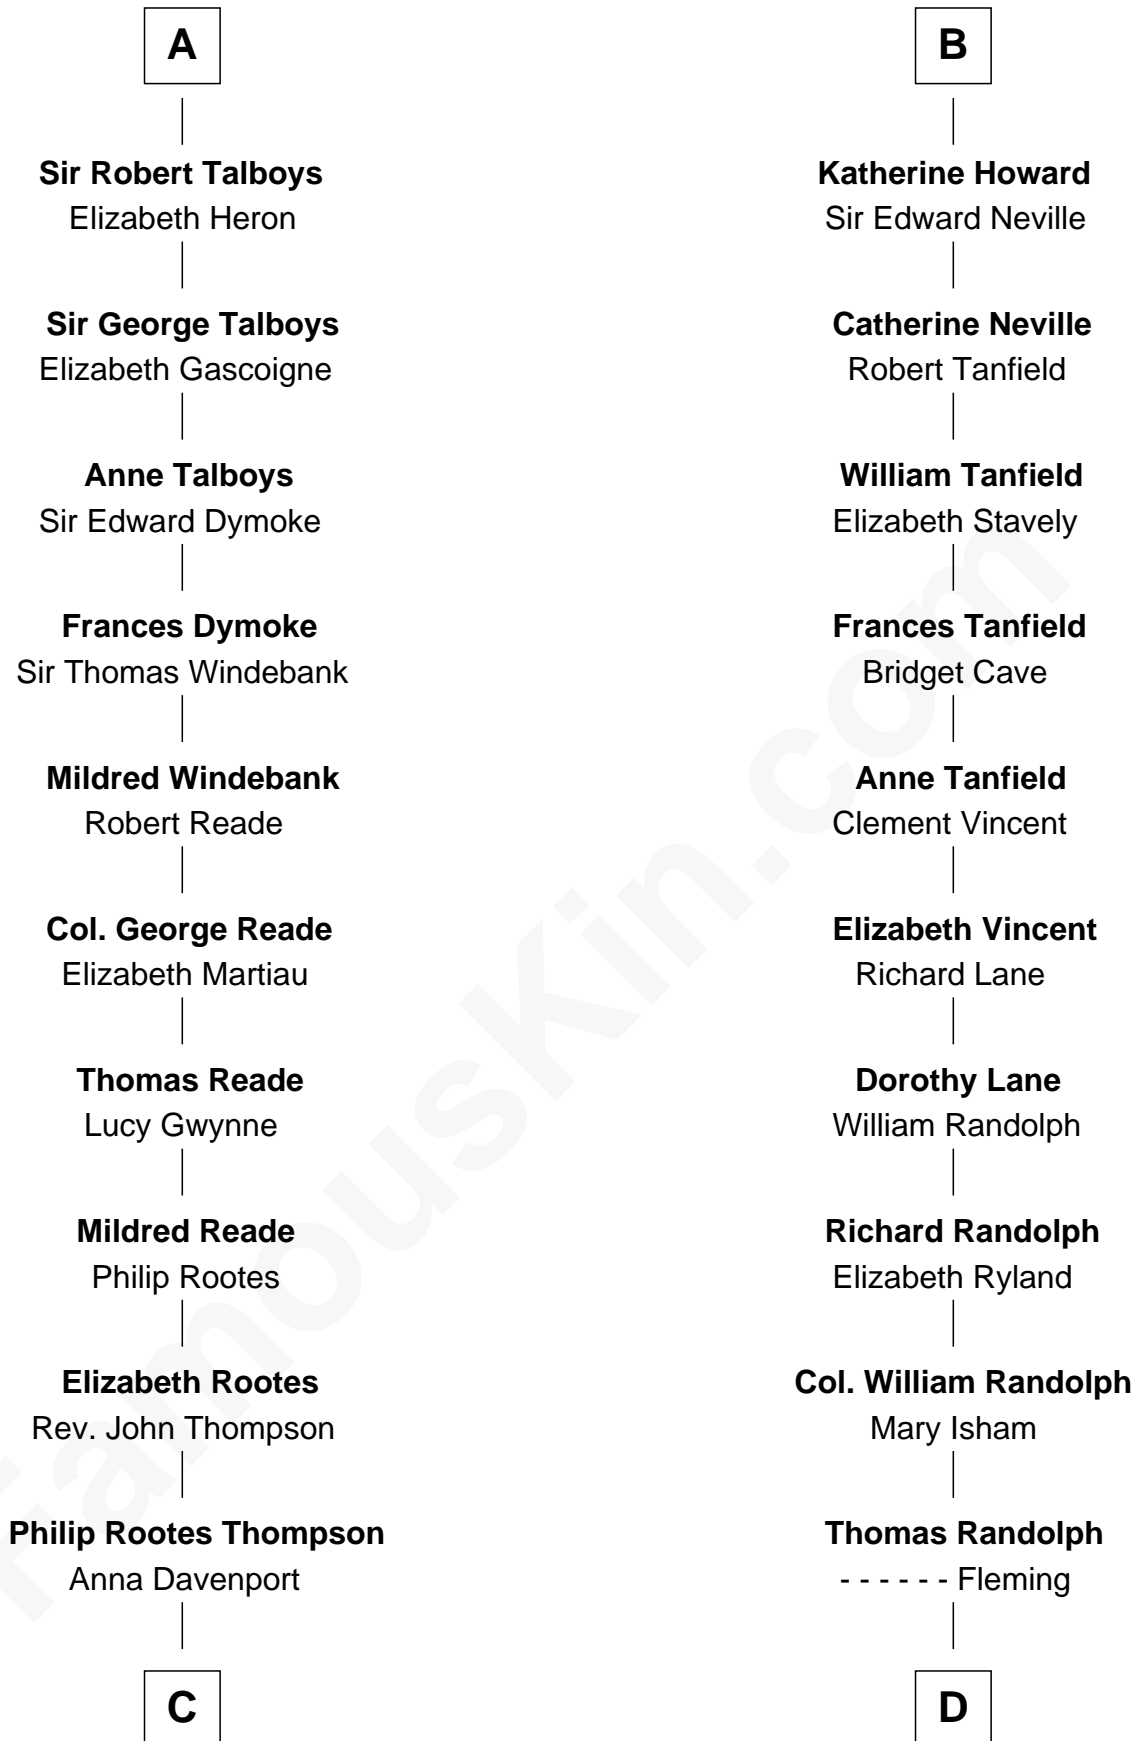 A
Sir Robert Talboys
Elizabeth Heron
Sir George Talboys
Elizabeth Gascoigne
Anne Talboys
Sir Edward Dymoke
Frances Dymoke
Sir Thomas Windebank
Mildred Windebank
Robert Reade
Col. George Reade
Elizabeth Martiau
Thomas Reade
Lucy Gwynne
Mildred Reade
Philip Rootes
Elizabeth Rootes
Rev. John Thompson
Philip Rootes Thompson
Anna Davenport
C
B
Katherine Howard
Sir Edward Neville
Catherine Neville
Robert Tanfield
William Tanfield
Elizabeth Stavely
Frances Tanfield
Bridget Cave
Anne Tanfield
Clement Vincent
Elizabeth Vincent
Richard Lane
Dorothy Lane
William Randolph
Richard Randolph
Elizabeth Ryland
Col. William Randolph
Mary Isham
Thomas Randolph
- - - - - - Fleming
D
FamousKin.com